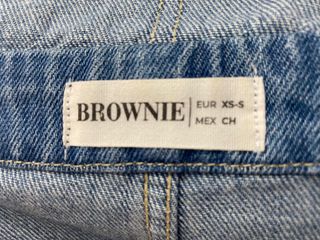 BROWNIE
EUR XS-S
MEX CH